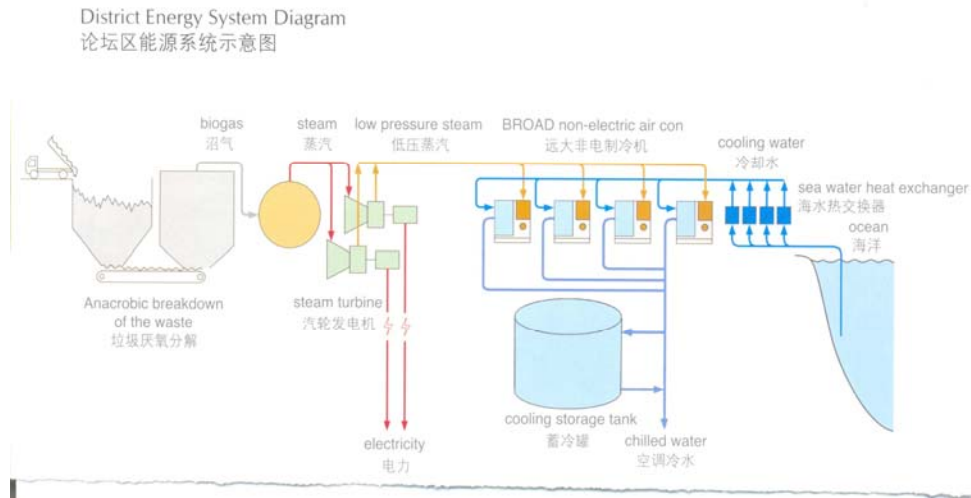 District Energy System Diagram
论坛区能源系统示意图
biogas
沼气
steam
蒸汽
low pressure steam
低压蒸汽
BROAD non-electric air con
远大非电制冷机
cooling water
冷却水
sea water heat exchanger
海水热交换器
ocean
海洋
Anacrobic breakdown
of the waste
垃圾厌氧分解
steam turbine
汽轮发电机
cooling storage tank
蓄冷罐
electricity
电力
chilled water
空调冷水